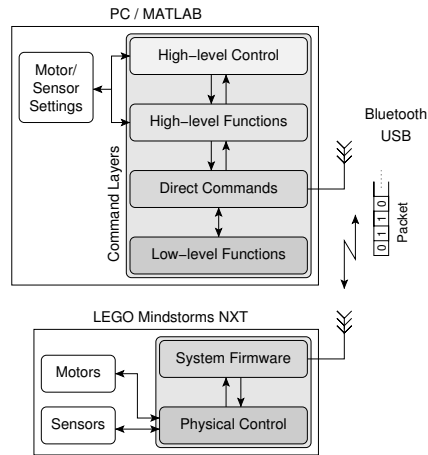 PC / MATLAB
High−level Control
Motor/
Sensor
Settings
High−level Functions
Command Layers
Direct Commands
Low−level Functions
Bluetooth
USB
0 1 1 0
Packet
LEGO Mindstorms NXT
System Firmware
Motors
Sensors
Physical Control